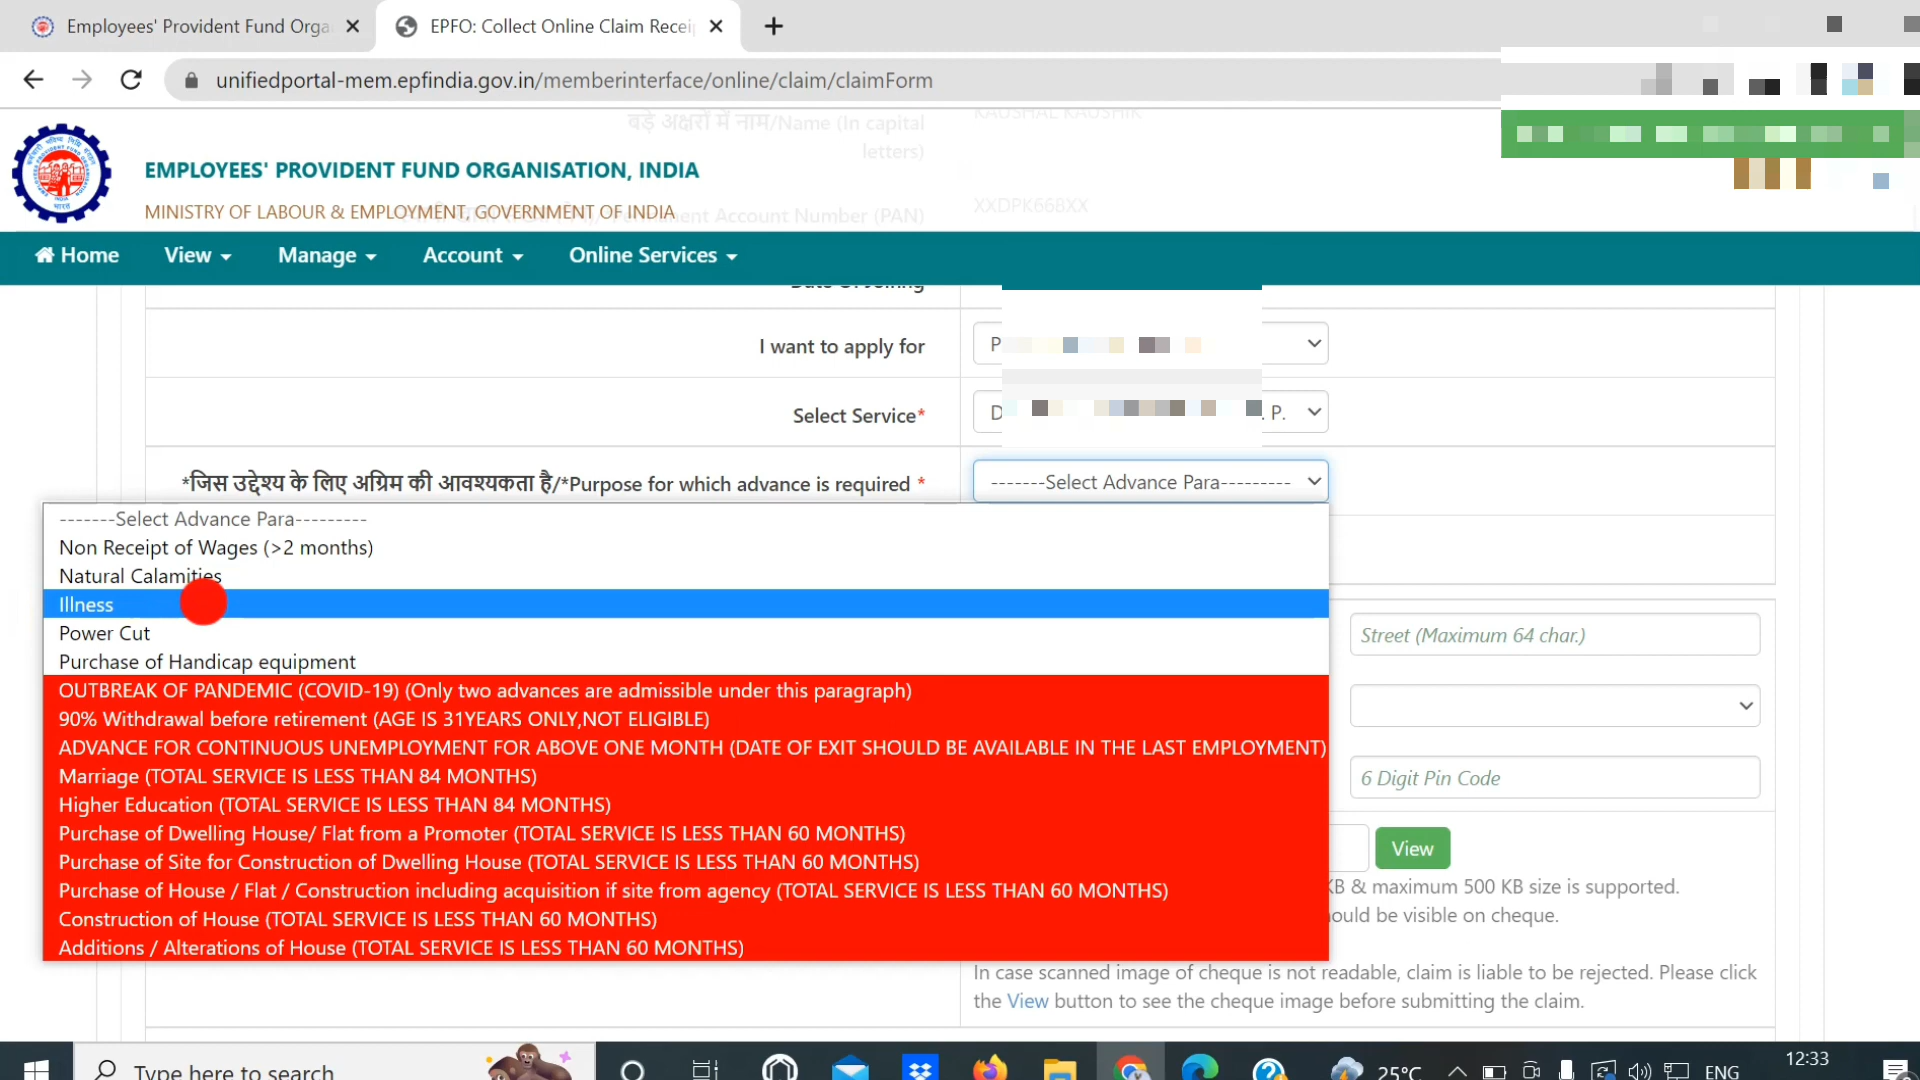 Employees' Provident Fund Orga
EPFO: Collect Online Claim Recei
unifiedportal-mem.epfindia.gov.in/memberinterface/online/claim/claimForm
बड़े अक्षरों में नाम/Name (In capital
letters)
KAUSHAL KAUSHIK
EMPLOYEES' PROVIDENT FUND ORGANISATION, INDIA
MINISTRY OF LABOUR & EMPLOYMENT, GOVERNMENT OF INDIA
Account Number (PAN)
XXDPK668XX
Home View Manage Account Online Services
Date Of Joining
I want to apply for P
Select Service* D P.
*जिस उद्देश्य के लिए अग्रिम की आवश्यकता है/*Purpose for which advance is required *
-------Select Advance Para---------
-------Select Advance Para---------
Non Receipt of Wages (>2 months)
Natural Calamities
Illness
Power Cut
Purchase of Handicap equipment
OUTBREAK OF PANDEMIC (COVID-19) (Only two advances are admissible under this paragraph)
90% Withdrawal before retirement (AGE IS 31YEARS ONLY,NOT ELIGIBLE)
ADVANCE FOR CONTINUOUS UNEMPLOYMENT FOR ABOVE ONE MONTH (DATE OF EXIT SHOULD BE AVAILABLE IN THE LAST EMPLOYMENT)
Marriage (TOTAL SERVICE IS LESS THAN 84 MONTHS)
Higher Education (TOTAL SERVICE IS LESS THAN 84 MONTHS)
Purchase of Dwelling House/ Flat from a Promoter (TOTAL SERVICE IS LESS THAN 60 MONTHS)
Purchase of Site for Construction of Dwelling House (TOTAL SERVICE IS LESS THAN 60 MONTHS)
Purchase of House / Flat / Construction including acquisition if site from agency (TOTAL SERVICE IS LESS THAN 60 MONTHS)
Construction of House (TOTAL SERVICE IS LESS THAN 60 MONTHS)
Additions / Alterations of House (TOTAL SERVICE IS LESS THAN 60 MONTHS)
Street (Maximum 64 char.)
6 Digit Pin Code
View
KB & maximum 500 KB size is supported.
ould be visible on cheque.
In case scanned image of cheque is not readable, claim is liable to be rejected. Please click
the View button to see the cheque image before submitting the claim.
Type here to search
25°C
ENG
12:33